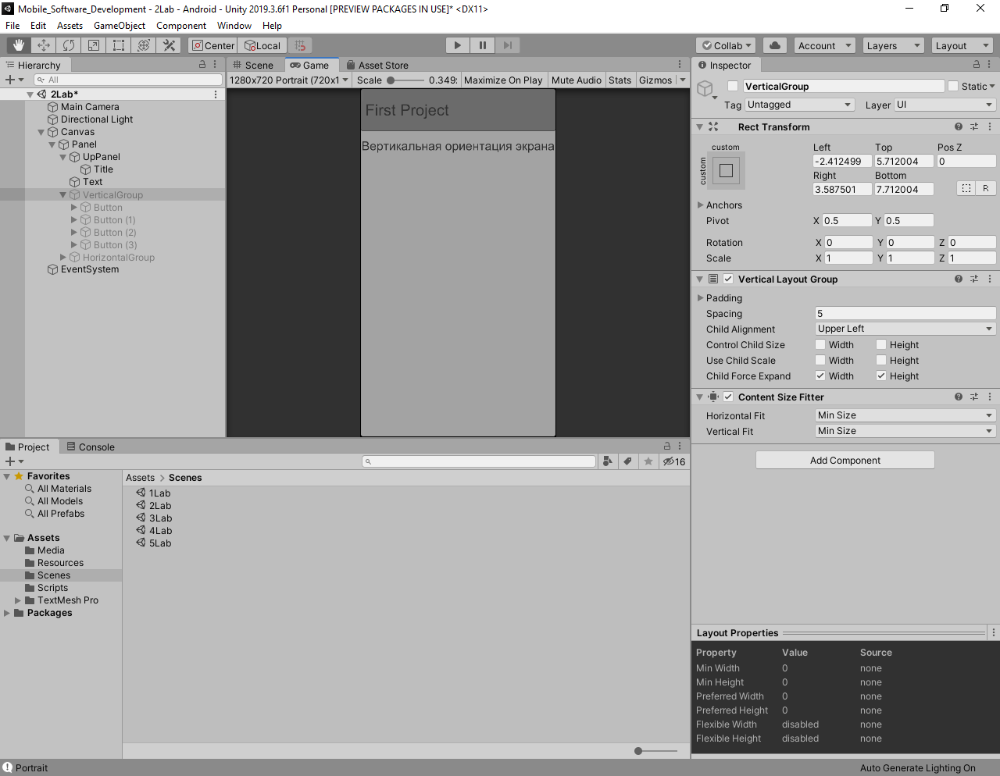 Mobile_Software_Development - 2Lab - Android - Unity 2019.3.6f1 Personal [PREVIEW PACKAGES IN USE]* <DX11>
File Edit Assets GameObject Component Window Help
Center Local Collab Account Layers Layout
Hierarchy
All
2Lab*
Main Camera
Directional Light
Canvas
Panel
UpPanel
Title
Text
VerticalGroup
Button
Button (1)
Button (2)
Button (3)
HorizontalGroup
EventSystem
Scene Game Asset Store
1280x720 Portrait (720x1 Scale 0.349: Maximize On Play Mute Audio Stats Gizmos
First Project
Вертикальная ориентация экрана
Inspector
VerticalGroup Static
Tag Untagged Layer UI
Rect Transform
custom Left Top Pos Z
custom -2.412499 5.712004 0
Right Bottom
3.587501 7.712004 R
Anchors
Pivot X 0.5 Y 0.5
Rotation X 0 Y 0 Z 0
Scale X 1 Y 1 Z 1
Vertical Layout Group
Padding
Spacing 5
Child Alignment Upper Left
Control Child Size Width Height
Use Child Scale Width Height
Child Force Expand Width Height
Content Size Fitter
Horizontal Fit Min Size
Vertical Fit Min Size
Add Component
Project Console
16
Favorites
All Materials
All Models
All Prefabs
Assets
Media
Resources
Scenes
Scripts
TextMesh Pro
Packages
Assets > Scenes
1Lab
2Lab
3Lab
4Lab
5Lab
Layout Properties
Property Value Source
Min Width 0 none
Min Height 0 none
Preferred Width 0 none
Preferred Height 0 none
Flexible Width disabled none
Flexible Height disabled none
Portrait
Auto Generate Lighting On